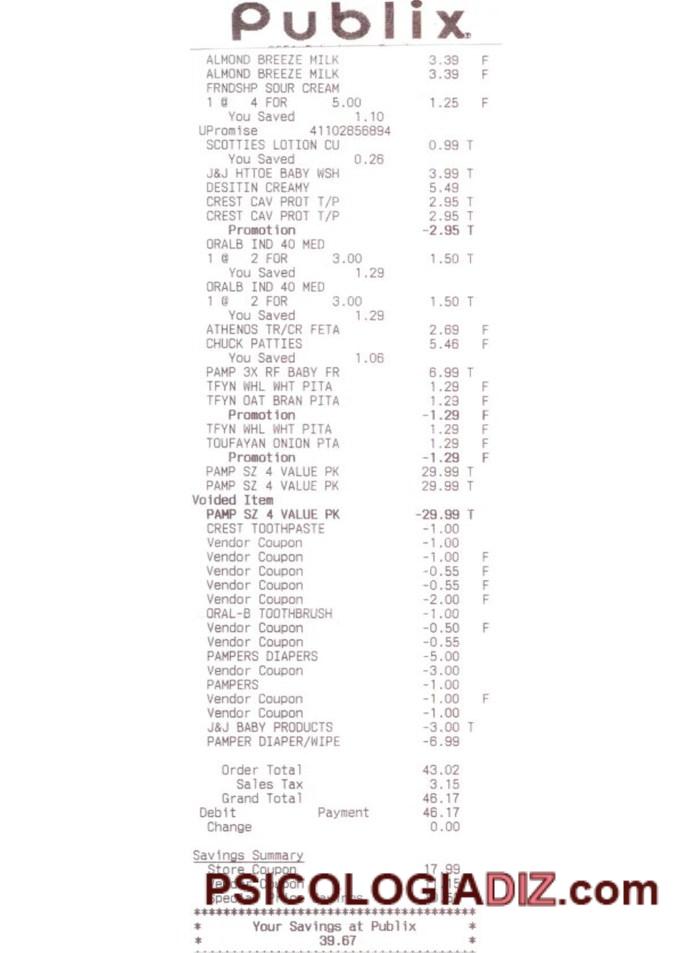 Publix
ALMOND BREEZE MILK 3.39 F
ALMOND BREEZE MILK 3.39 F
FRNDSHP SOUR CREAM
1 @ 4 FOR 5.00 1.25 F
You Saved 1.10
UPromise 41102856894
SCOTTIES LOTION CU 0.99 T
You Saved 0.26
J&J HTTOE BABY WSH 3.99 T
DESITIN CREAMY 5.49
CREST CAV PROT T/P 2.95 T
CREST CAV PROT T/P 2.95 T
Promotion -2.95 T
ORALB IND 40 MED
1 @ 2 FOR 3.00 1.50 T
You Saved 1.29
ORALB IND 40 MED
1 @ 2 FOR 3.00 1.50 T
You Saved 1.29
ATHENOS TR/CR FETA 2.69 F
CHUCK PATTIES 5.46 F
You Saved 1.06
PAMP 3X RF BABY FR 6.99 T
TFYN WHL WHT PITA 1.29 F
TFYN OAT BRAN PITA 1.29 F
Promotion -1.29 F
TFYN WHL WHT PITA 1.29 F
TOUFAYAN ONION PTA 1.29 F
Promotion -1.29 F
PAMP SZ 4 VALUE PK 29.99 T
PAMP SZ 4 VALUE PK 29.99 T
Voided Item
PAMP SZ 4 VALUE PK -29.99 T
CREST TOOTHPASTE -1.00
Vendor Coupon -1.00
Vendor Coupon -1.00 F
Vendor Coupon -0.55 F
Vendor Coupon -0.55 F
Vendor Coupon -2.00 F
ORAL-B TOOTHBRUSH -1.00
Vendor Coupon -0.50 F
Vendor Coupon -0.55
PAMPERS DIAPERS -5.00
Vendor Coupon -3.00
PAMPERS -1.00
Vendor Coupon -1.00 F
Vendor Coupon -1.00
J&J BABY PRODUCTS -3.00 T
PAMPER DIAPER/WIPE -6.99
Order Total 43.02
Sales Tax 3.15
Grand Total 46.17
Debit Payment 46.17
Change 0.00
Savings Summary
Store Coupon 17.99
PSICOLOGIADIZ.com
****************************************
* Your Savings at Publix *
* 39.67 *
****************************************